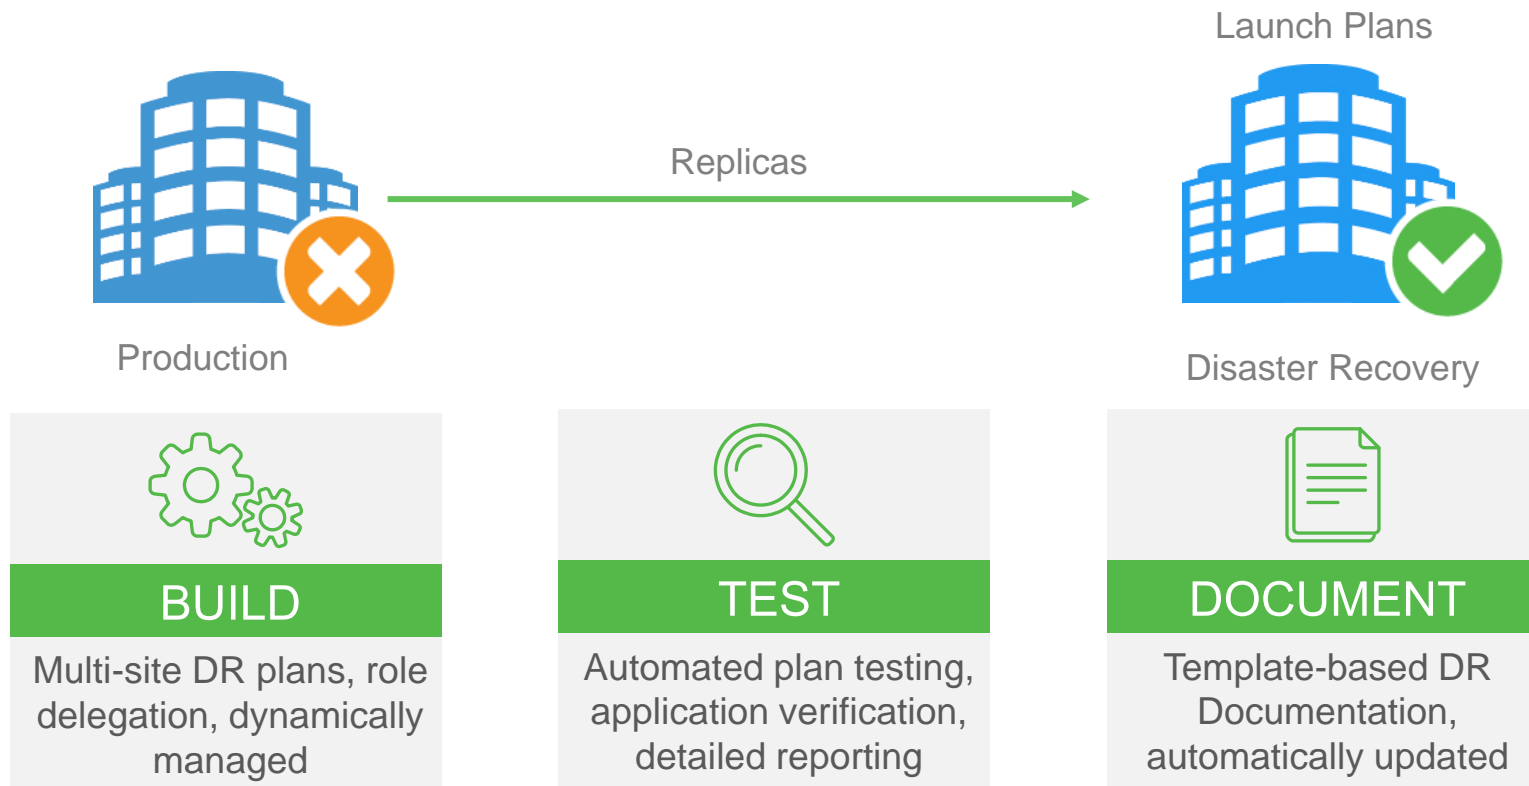 Launch Plans
Replicas
Production
Disaster Recovery
BUILD
Multi-site DR plans, role
delegation, dynamically
managed
TEST
Automated plan testing,
application verification,
detailed reporting
DOCUMENT
Template-based DR
Documentation,
automatically updated